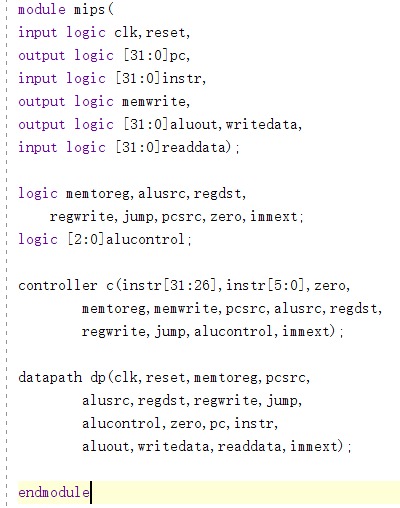 module mips(
input logic clk,reset,
output logic [31:0]pc,
input logic [31:0]instr,
output logic memwrite,
output logic [31:0]aluout,writedata,
input logic [31:0]readdata);
logic memtoreg,alusrc,regdst,
regwrite,jump,pcsrc,zero,immext;
logic [2:0]alucontrol;
controller c(instr[31:26],instr[5:0],zero,
memtoreg,memwrite,pcsrc,alusrc,regdst,
regwrite,jump,alucontrol,immext);
datapath dp(clk,reset,memtoreg,pcsrc,
alusrc,regdst,regwrite,jump,
alucontrol,zero,pc,instr,
aluout,writedata,readdata,immext);
endmodule